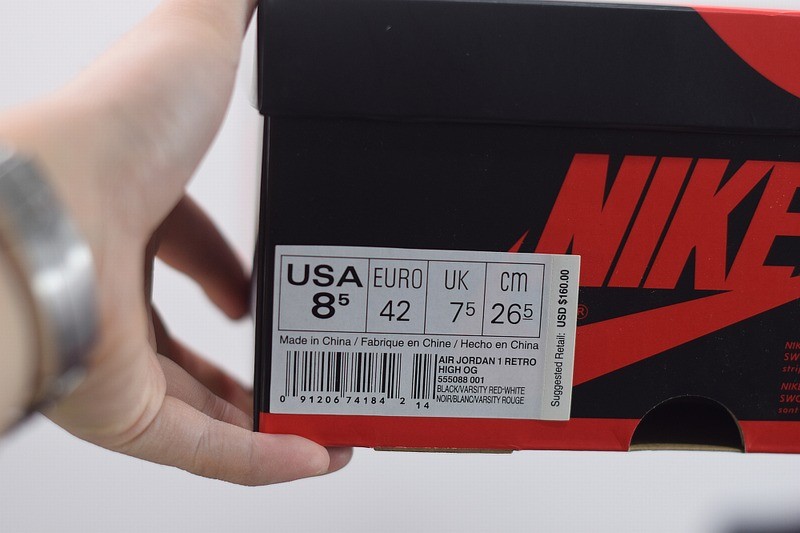 NIKE
®
USA EURO UK cm
8⁵ 42 7⁵ 26⁵
Made in China / Fabrique en Chine / Hecho en China
AIR JORDAN 1 RETRO
HIGH OG
555088 001
BLACK/VARSITY RED-WHITE
NOIR/BLANC/VARSITY ROUGE
0 91206 74184 2 14
Suggested Retail: USD $160.00